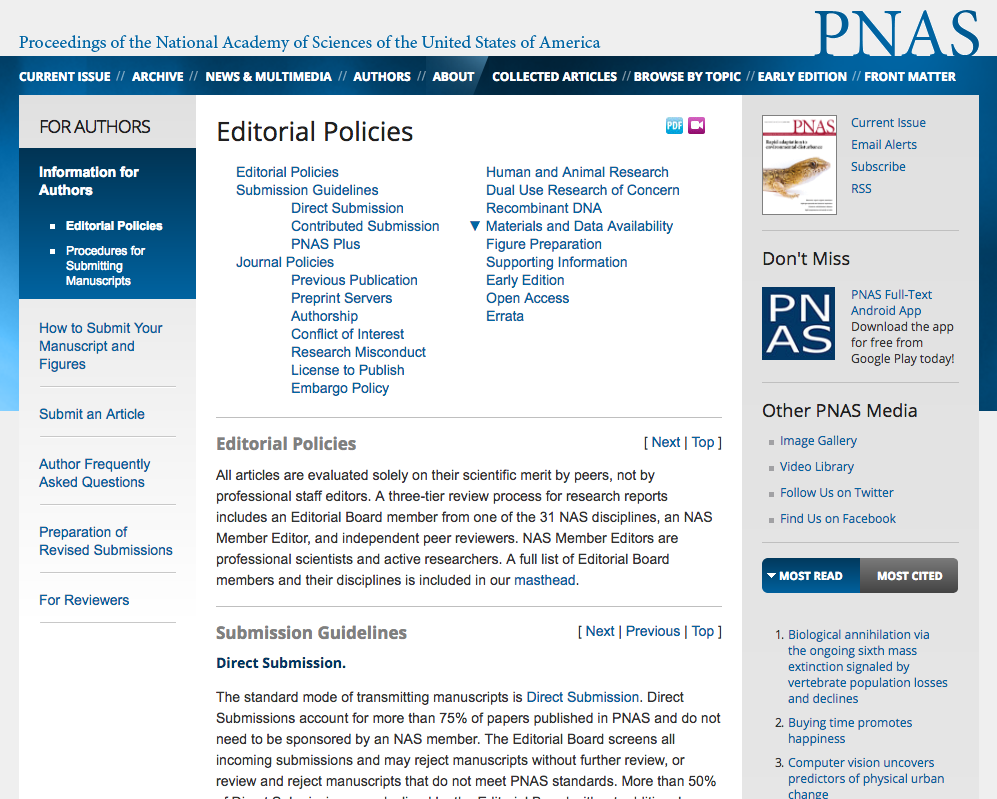 Proceedings of the National Academy of Sciences of the United States of America
PNAS
CURRENT ISSUE // ARCHIVE // NEWS & MULTIMEDIA // AUTHORS // ABOUT COLLECTED ARTICLES // BROWSE BY TOPIC // EARLY EDITION // FRONT MATTER
FOR AUTHORS
Information for
Authors
Editorial Policies
Procedures for
Submitting
Manuscripts
How to Submit Your
Manuscript and
Figures
Submit an Article
Author Frequently
Asked Questions
Preparation of
Revised Submissions
For Reviewers
Editorial Policies
PDF
Editorial Policies
Submission Guidelines
Direct Submission
Contributed Submission
PNAS Plus
Journal Policies
Previous Publication
Preprint Servers
Authorship
Conflict of Interest
Research Misconduct
License to Publish
Embargo Policy
Human and Animal Research
Dual Use Research of Concern
Recombinant DNA
▼ Materials and Data Availability
Figure Preparation
Supporting Information
Early Edition
Open Access
Errata
Editorial Policies
[ Next | Top ]
All articles are evaluated solely on their scientific merit by peers, not by
professional staff editors. A three-tier review process for research reports
includes an Editorial Board member from one of the 31 NAS disciplines, an NAS
Member Editor, and independent peer reviewers. NAS Member Editors are
professional scientists and active researchers. A full list of Editorial Board
members and their disciplines is included in our masthead.
Submission Guidelines
[ Next | Previous | Top ]
Direct Submission.
The standard mode of transmitting manuscripts is Direct Submission. Direct
Submissions account for more than 75% of papers published in PNAS and do not
need to be sponsored by an NAS member. The Editorial Board screens all
incoming submissions and may reject manuscripts without further review, or
review and reject manuscripts that do not meet PNAS standards. More than 50%
PNAS
Rapid adaptation to
environmental disturbance
Current Issue
Email Alerts
Subscribe
RSS
Don't Miss
PN
AS
PNAS Full-Text
Android App
Download the app
for free from
Google Play today!
Other PNAS Media
Image Gallery
Video Library
Follow Us on Twitter
Find Us on Facebook
MOST READ
MOST CITED
1. Biological annihilation via
the ongoing sixth mass
extinction signaled by
vertebrate population losses
and declines
2. Buying time promotes
happiness
3. Computer vision uncovers
predictors of physical urban
change